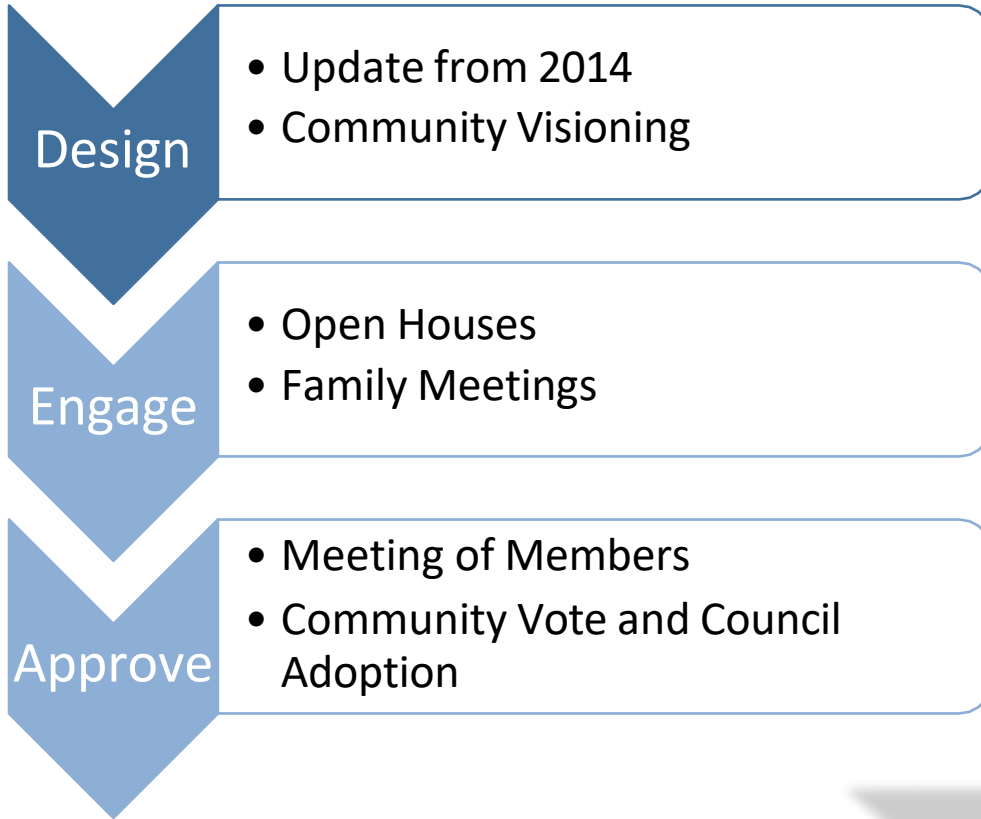 Design
• Update from 2014
• Community Visioning
Engage
• Open Houses
• Family Meetings
Approve
• Meeting of Members
• Community Vote and Council
Adoption